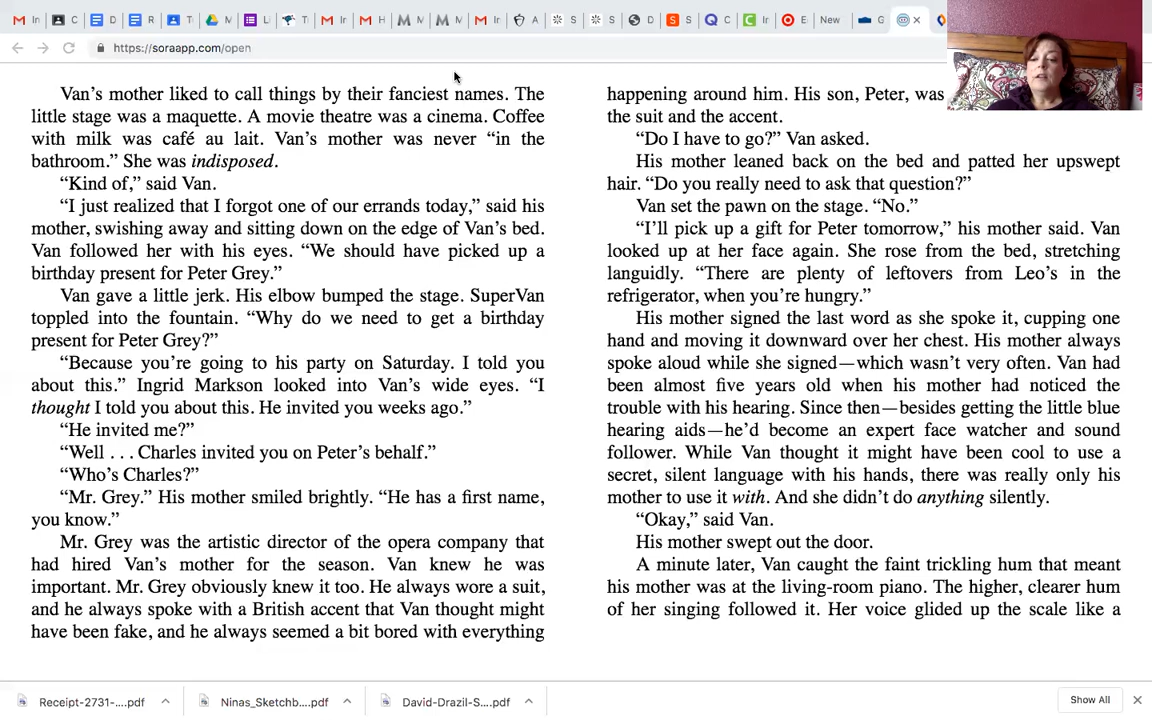 In
C
D
R
T
M
Li
T
In
H
M
M
In
A
S
S
D
S
C
In
E
New
G
https://soraapp.com/open
Van’s mother liked to call things by their fanciest names. The
little stage was a maquette. A movie theatre was a cinema. Coffee
with milk was café au lait. Van’s mother was never “in the
bathroom.” She was indisposed.
“Kind of,” said Van.
“I just realized that I forgot one of our errands today,” said his
mother, swishing away and sitting down on the edge of Van’s bed.
Van followed her with his eyes. “We should have picked up a
birthday present for Peter Grey.”
Van gave a little jerk. His elbow bumped the stage. SuperVan
toppled into the fountain. “Why do we need to get a birthday
present for Peter Grey?”
“Because you’re going to his party on Saturday. I told you
about this.” Ingrid Markson looked into Van’s wide eyes. “I
thought I told you about this. He invited you weeks ago.”
“He invited me?”
“Well . . . Charles invited you on Peter’s behalf.”
“Who’s Charles?”
“Mr. Grey.” His mother smiled brightly. “He has a first name,
you know.”
Mr. Grey was the artistic director of the opera company that
had hired Van’s mother for the season. Van knew he was
important. Mr. Grey obviously knew it too. He always wore a suit,
and he always spoke with a British accent that Van thought might
have been fake, and he always seemed a bit bored with everything
happening around him. His son, Peter, was
the suit and the accent.
“Do I have to go?” Van asked.
His mother leaned back on the bed and patted her upswept
hair. “Do you really need to ask that question?”
Van set the pawn on the stage. “No.”
“I’ll pick up a gift for Peter tomorrow,” his mother said. Van
looked up at her face again. She rose from the bed, stretching
languidly. “There are plenty of leftovers from Leo’s in the
refrigerator, when you’re hungry.”
His mother signed the last word as she spoke it, cupping one
hand and moving it downward over her chest. His mother always
spoke aloud while she signed—which wasn’t very often. Van had
been almost five years old when his mother had noticed the
trouble with his hearing. Since then—besides getting the little blue
hearing aids—he’d become an expert face watcher and sound
follower. While Van thought it might have been cool to use a
secret, silent language with his hands, there was really only his
mother to use it with. And she didn’t do anything silently.
“Okay,” said Van.
His mother swept out the door.
A minute later, Van caught the faint trickling hum that meant
his mother was at the living-room piano. The higher, clearer hum
of her singing followed it. Her voice glided up the scale like a
Receipt-2731-....pdf
Ninas_Sketchb....pdf
David-Drazil-S....pdf
Show All